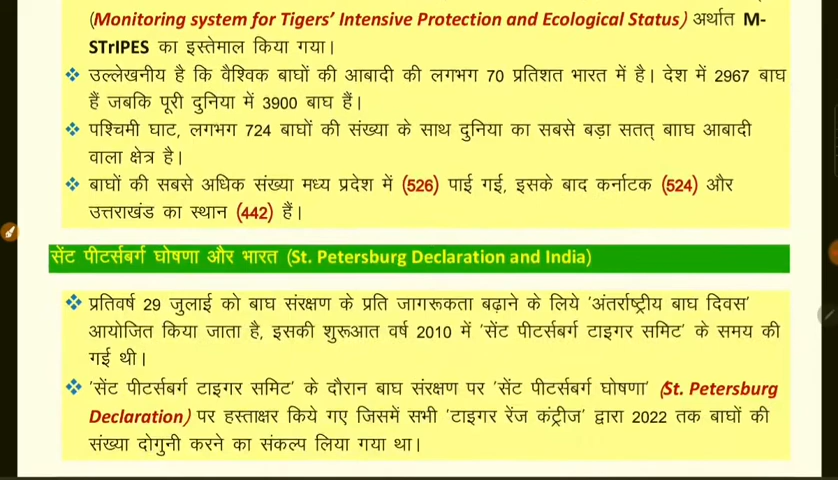 (Monitoring system for Tigers’ Intensive Protection and Ecological Status) अर्थात M-
STrIPES का इस्तेमाल किया गया।
❖ उल्लेखनीय है कि वैश्विक बाघों की आबादी की लगभग 70 प्रतिशत भारत में है। देश में 2967 बाघ
हैं जबकि पूरी दुनिया में 3900 बाघ हैं।
❖ पश्चिमी घाट, लगभग 724 बाघों की संख्या के साथ दुनिया का सबसे बड़ा सतत् बााघ आबादी
वाला क्षेत्र है।
❖ बाघों की सबसे अधिक संख्या मध्य प्रदेश में (526) पाई गई, इसके बाद कर्नाटक (524) और
उत्तराखंड का स्थान (442) हैं।
सेंट पीटर्सबर्ग घोषणा और भारत (St. Petersburg Declaration and India)
❖ प्रतिवर्ष 29 जुलाई को बाघ संरक्षण के प्रति जागरूकता बढ़ाने के लिये ‘अंतर्राष्ट्रीय बाघ दिवस’
आयोजित किया जाता है, इसकी शुरूआत वर्ष 2010 में ‘सेंट पीटर्सबर्ग टाइगर समिट’ के समय की
गई थी।
❖ ‘सेंट पीटर्सबर्ग टाइगर समिट’ के दौरान बाघ संरक्षण पर ‘सेंट पीटर्सबर्ग घोषणा’ (St. Petersburg
Declaration) पर हस्ताक्षर किये गए जिसमें सभी ‘टाइगर रेंज कंट्रीज’ द्वारा 2022 तक बाघों की
संख्या दोगुनी करने का संकल्प लिया गया था।